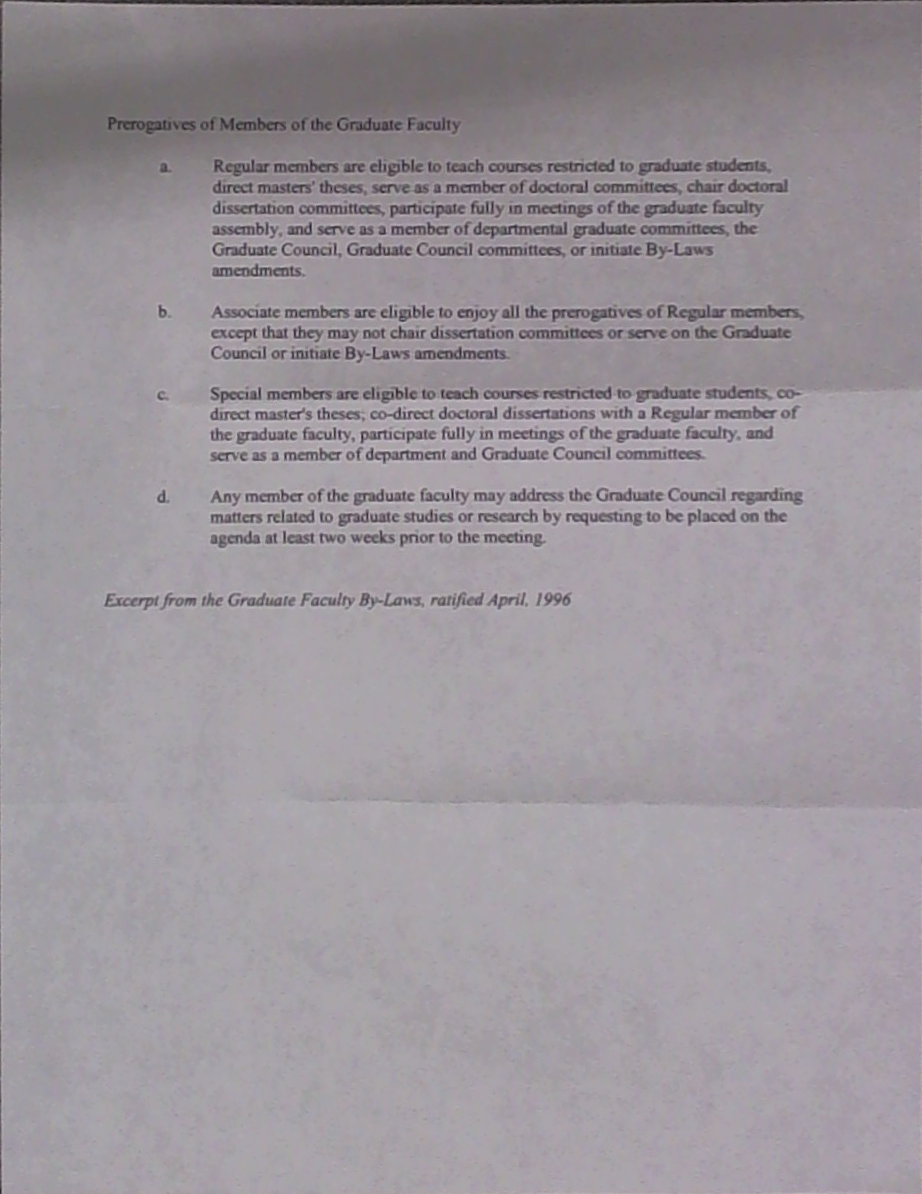 Prerogatives of Members of the Graduate Faculty
a. Regular members are eligible to teach courses restricted to graduate students,
direct masters' theses, serve as a member of doctoral committees, chair doctoral
dissertation committees, participate fully in meetings of the graduate faculty
assembly, and serve as a member of departmental graduate committees, the
Graduate Council, Graduate Council committees, or initiate By-Laws
amendments.
b. Associate members are eligible to enjoy all the prerogatives of Regular members,
except that they may not chair dissertation committees or serve on the Graduate
Council or initiate By-Laws amendments.
c. Special members are eligible to teach courses restricted to graduate students, co-
direct master's theses; co-direct doctoral dissertations with a Regular member of
the graduate faculty, participate fully in meetings of the graduate faculty, and
serve as a member of department and Graduate Council committees.
d. Any member of the graduate faculty may address the Graduate Council regarding
matters related to graduate studies or research by requesting to be placed on the
agenda at least two weeks prior to the meeting.
Excerpt from the Graduate Faculty By-Laws, ratified April, 1996